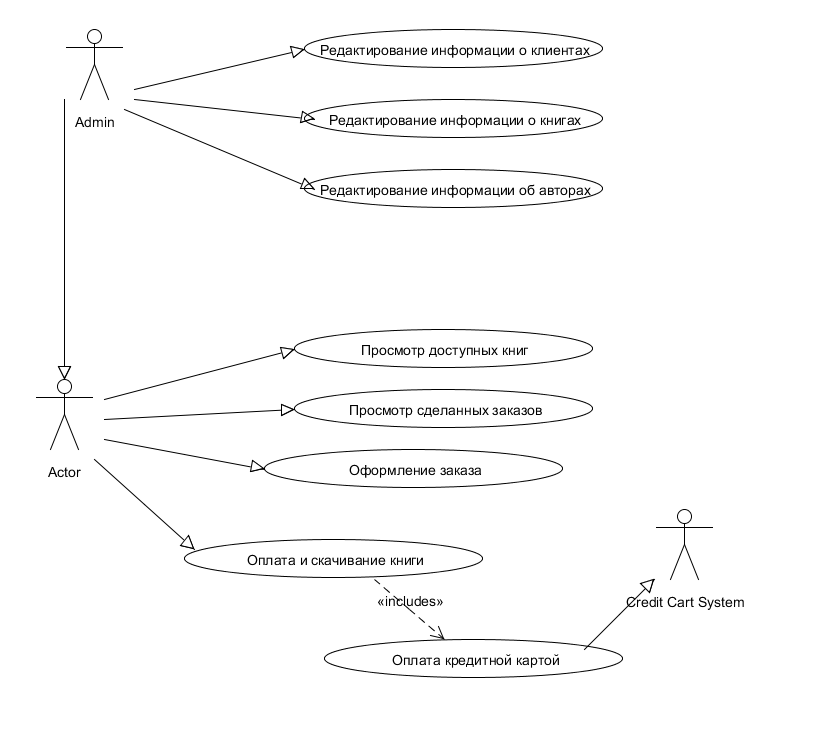 Редактирование информации о клиентах
Admin
Редактирование информации о книгах
Редактирование информации об авторах
Просмотр доступных книг
Просмотр сделанных заказов
Actor
Оформление заказа
Оплата и скачивание книги
«includes»
Credit Cart System
Оплата кредитной картой